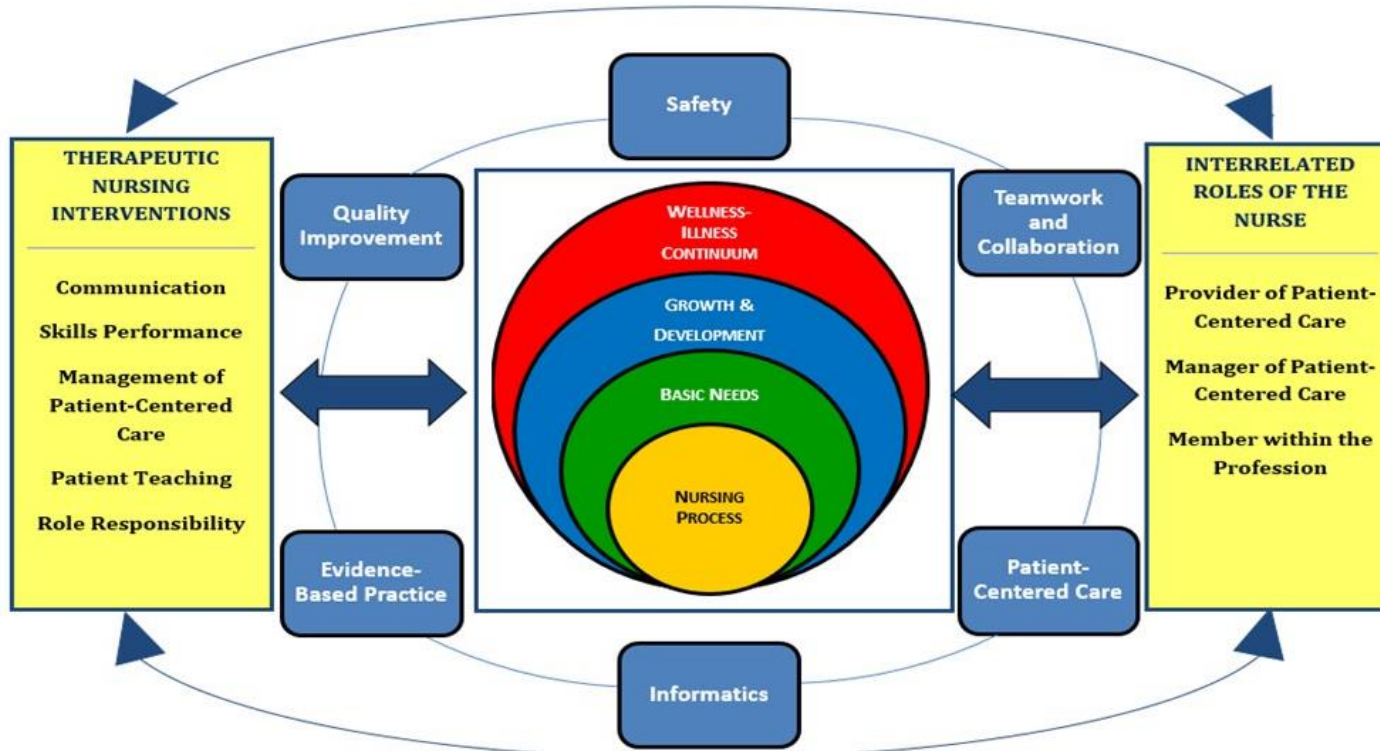 Safety
THERAPEUTIC
NURSING
INTERVENTIONS
Communication
Skills Performance
Management of
Patient-Centered
Care
Patient Teaching
Role Responsibility
Quality
Improvement
Evidence-
Based Practice
WELLNESS-
ILLNESS
CONTINUUM
GROWTH &
DEVELOPMENT
BASIC NEEDS
NURSING
PROCESS
Teamwork
and
Collaboration
Patient-
Centered Care
Informatics
INTERRELATED
ROLES OF THE
NURSE
Provider of Patient-
Centered Care
Manager of Patient-
Centered Care
Member within the
Profession